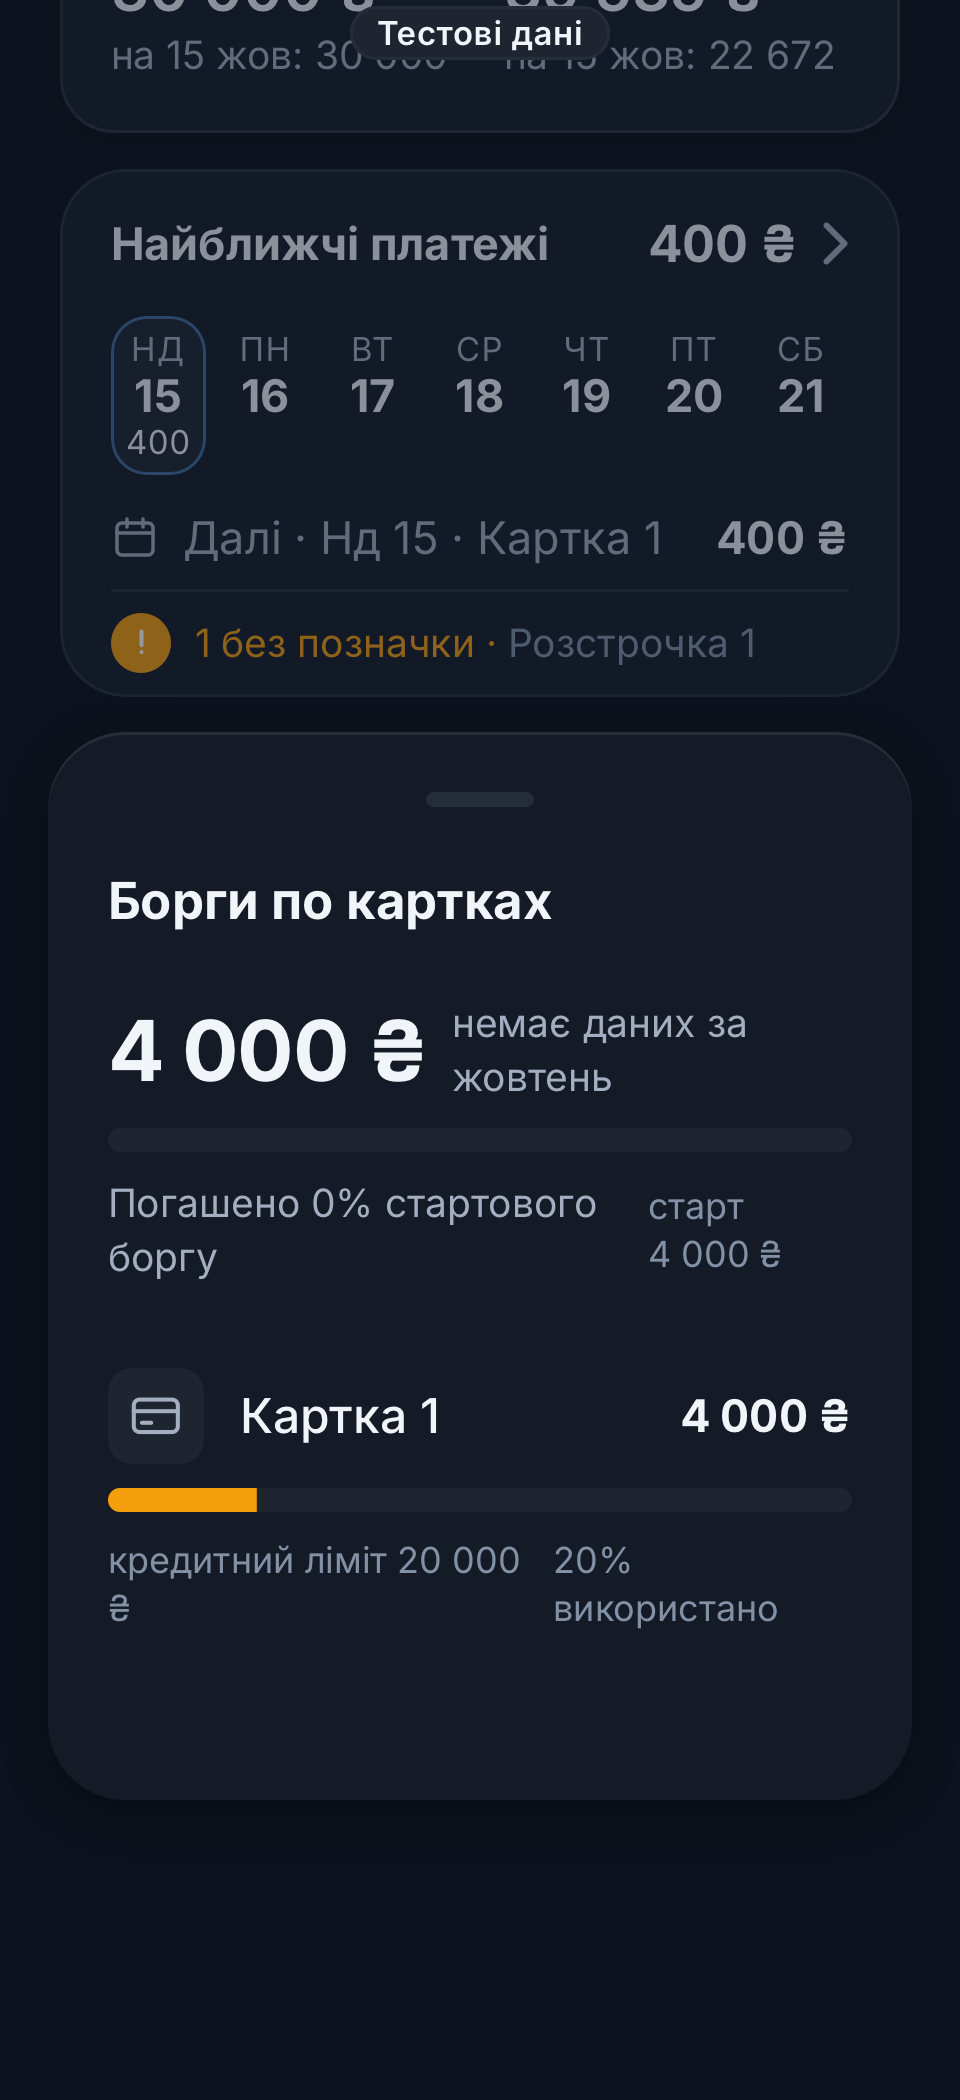 Тестові дані
на 15 жов: 30 000 на 15 жов: 22 672
Найближчі платежі 400 ₴
НД ПН ВТ СР ЧТ ПТ СБ
15 16 17 18 19 20 21
400
Далі · Нд 15 · Картка 1 400 ₴
! 1 без позначки · Розстрочка 1
Борги по картках
4 000 ₴ немає даних за
жовтень
Погашено 0% стартового
боргу
старт
4 000 ₴
Картка 1 4 000 ₴
кредитний ліміт 20 000
₴
20%
використано